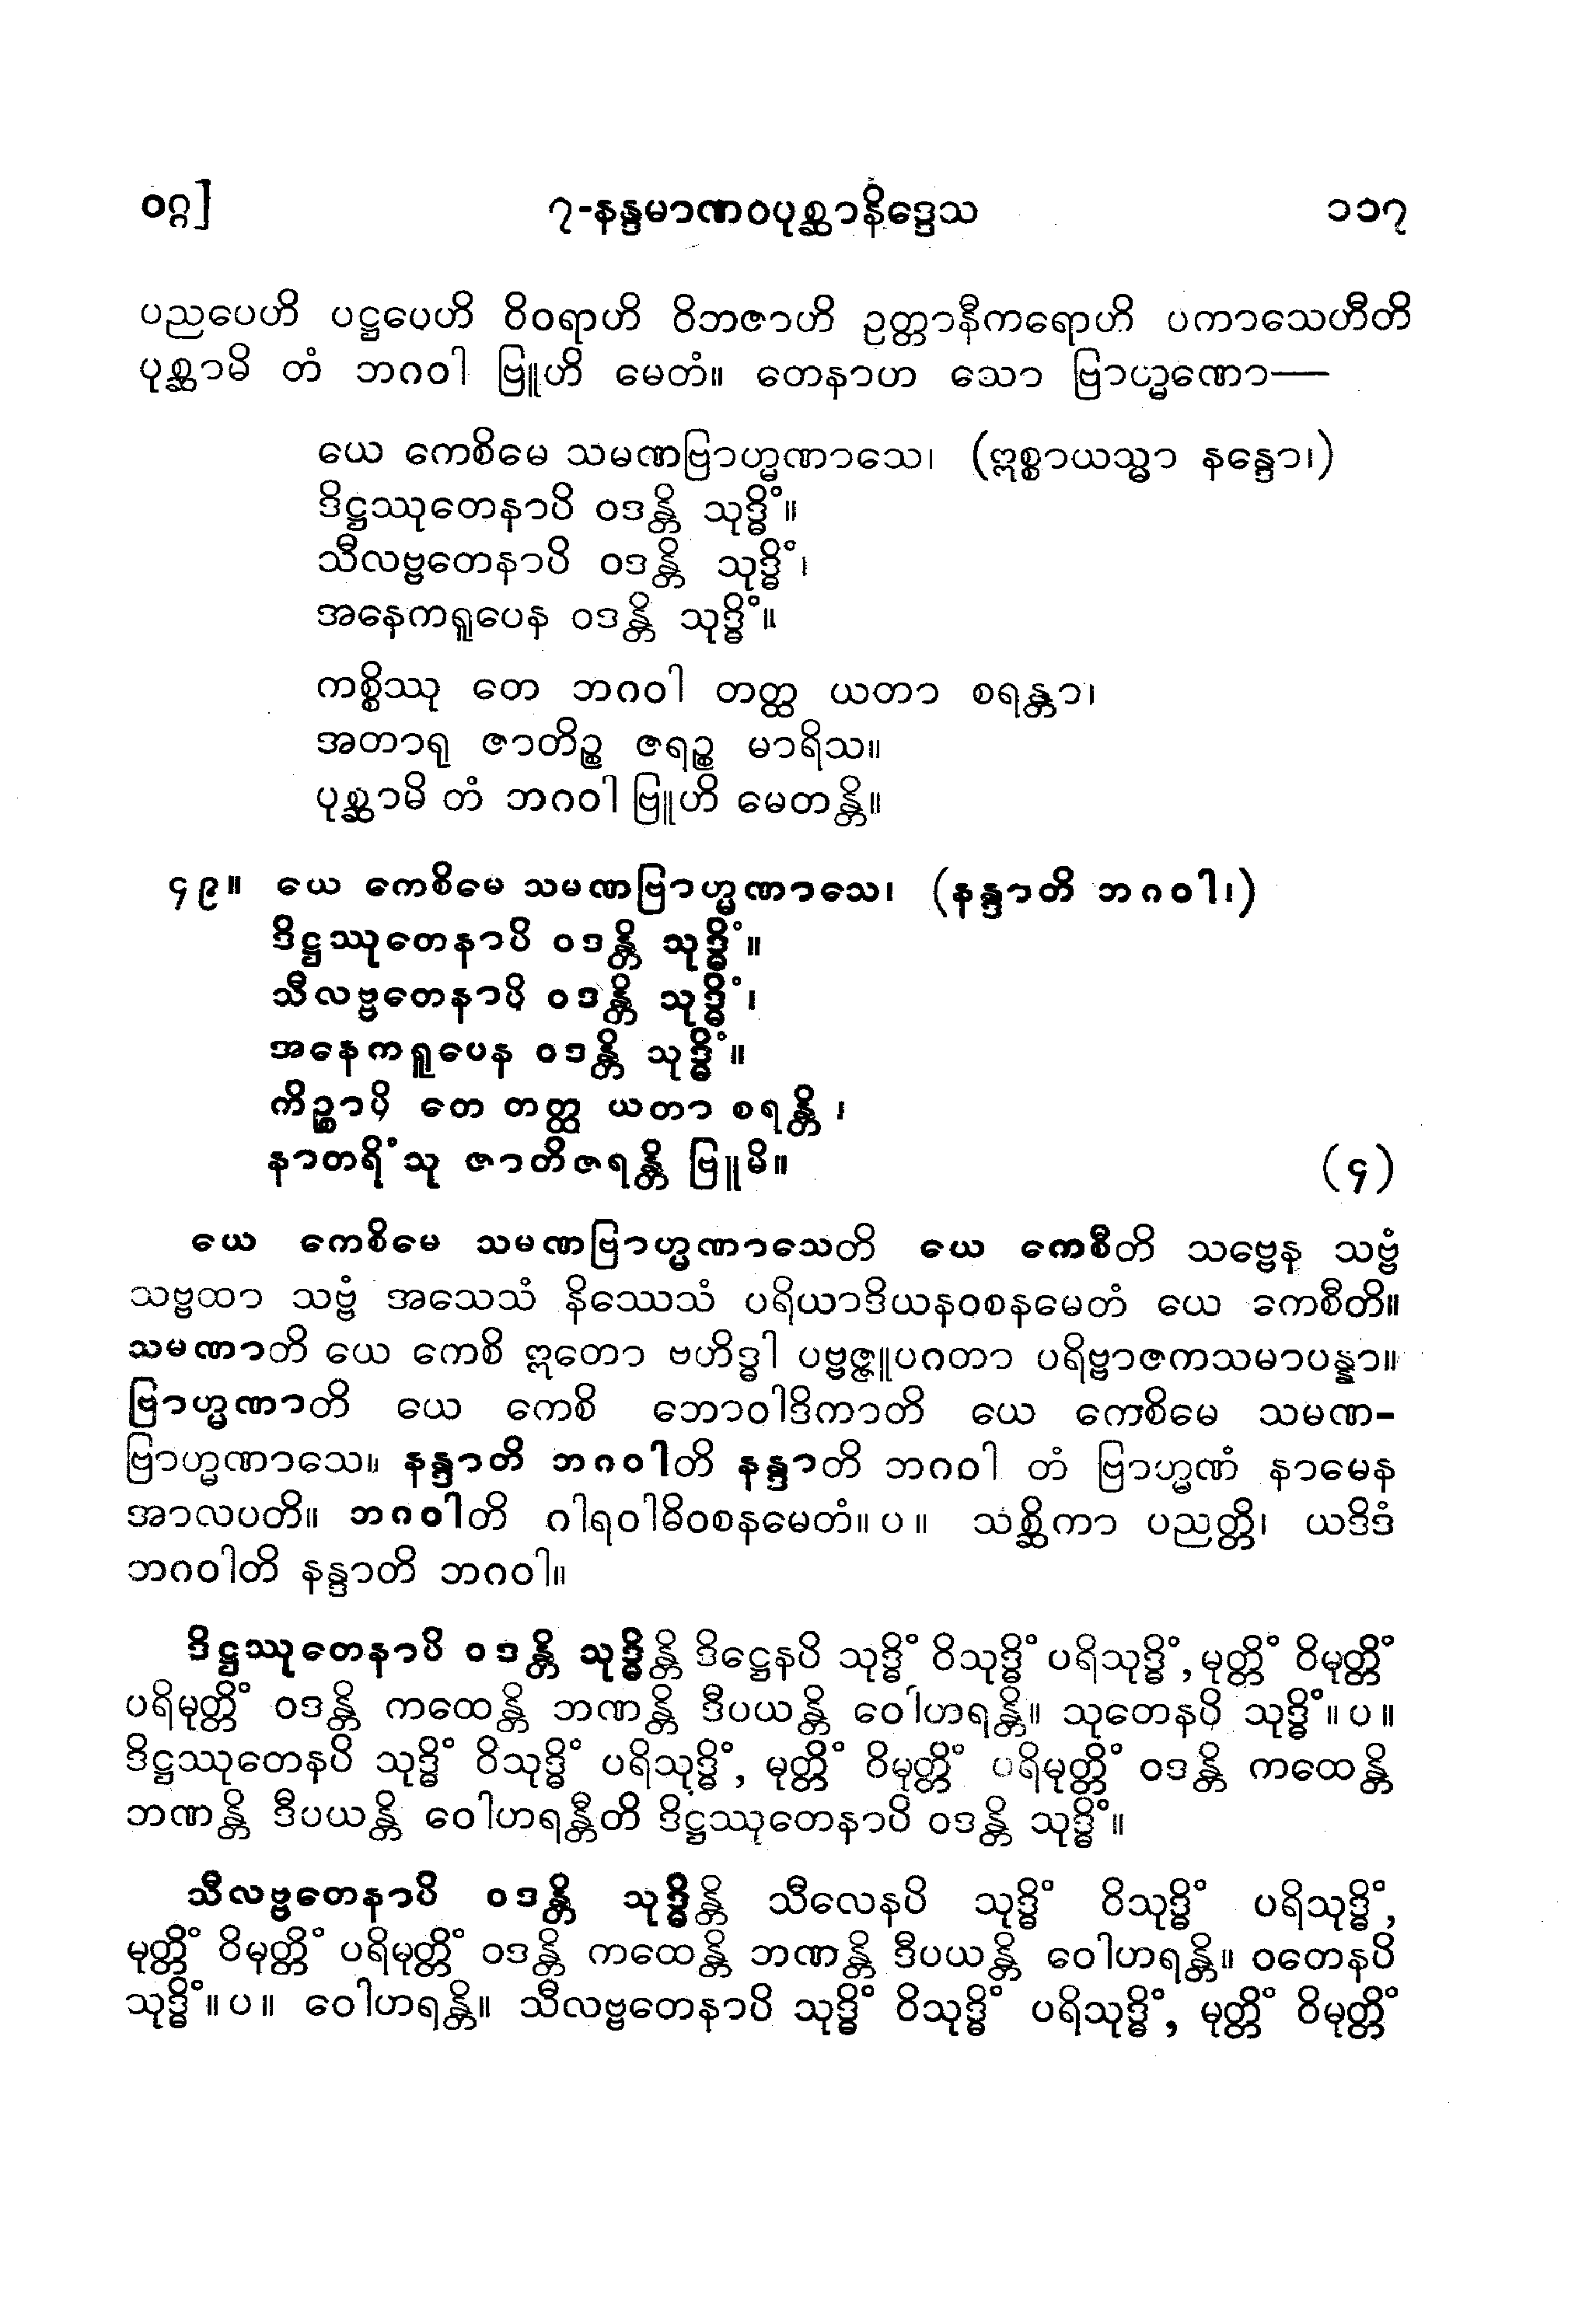 ဝဂ္ဂ] ၇-နန္ဒမာဏဝပုစ္ဆာနိဒ္ဒေသ ၁၁၇
ပညပေဟိ ပဋ္ဌပေဟိ ဝိဝရာဟိ ဝိဘဇာဟိ ဥတ္တာနီကရောဟိ ပကာသေဟီတိ
ပုစ္ဆာမိ တံ ဘဂဝါ ဗြူဟိ မေတံ။ တေနာဟ သော ဗြာဟ္မဏော—
ယေ ကေစိမေ သမဏဗြာဟ္မဏာသေ၊ (ဣစ္စာယသ္မာ နန္ဒော၊)
ဒိဋ္ဌဿုတေနာပိ ဝဒန္တိ သုဒ္ဓိံ။
သီလဗ္ဗတေနာပိ ဝဒန္တိ သုဒ္ဓိံ၊
အနေကရူပေန ဝဒန္တိ သုဒ္ဓိံ။
ကစ္စိဿု တေ ဘဂဝါ တတ္ထ ယတာ စရန္တာ၊
အတာရု ဇာတိဉ္စ ဇရဉ္စ မာရိသ။
ပုစ္ဆာမိ တံ ဘဂဝါ ဗြူဟိ မေတန္တိ။
၄၉။ ယေ ကေစိမေ သမဏဗြာဟ္မဏာသေ၊ (နန္ဒာတိ ဘဂဝါ၊)
ဒိဋ္ဌဿုတေနာပိ ဝဒန္တိ သုဒ္ဓိံ။
သီလဗ္ဗတေနာပိ ဝဒန္တိ သုဒ္ဓိံ၊
အနေကရူပေန ဝဒန္တိ သုဒ္ဓိံ။
ကိဉ္စာပိ တေ တတ္ထ ယတာ စရန္တိ၊
နာတရိံသု ဇာတိဇရန္တိ ဗြူမိ။ (၄)
ယေ ကေစိမေ သမဏဗြာဟ္မဏာသေတိ ယေ ကေစီတိ သဗ္ဗေန သဗ္ဗံ
သဗ္ဗထာ သဗ္ဗံ အသေသံ နိဿေသံ ပရိယာဒိယနဝစနမေတံ ယေ ကေစီတိ။
သမဏာတိ ယေ ကေစိ ဣတော ဗဟိဒ္ဓါ ပဗ္ဗဇ္ဇူပဂတာ ပရိဗ္ဗာဇကသမာပန္နာ။
ဗြာဟ္မဏာတိ ယေ ကေစိ ဘောဝါဒိကာတိ ယေ ကေစိမေ သမဏ-
ဗြာဟ္မဏာသေ။ နန္ဒာတိ ဘဂဝါတိ နန္ဒာတိ ဘဂဝါ တံ ဗြာဟ္မဏံ နာမေန
အာလပတိ။ ဘဂဝါတိ ဂါရဝါဓိဝစနမေတံ။ ပ ။ သစ္ဆိကာ ပညတ္တိ၊ ယဒိဒံ
ဘဂဝါတိ နန္ဒာတိ ဘဂဝါ။
ဒိဋ္ဌဿုတေနာပိ ဝဒန္တိ သုဒ္ဓိန္တိ ဒိဋ္ဌေနပိ သုဒ္ဓိံ ဝိသုဒ္ဓိံ ပရိသုဒ္ဓိံ, မုတ္တိံ ဝိမုတ္တိံ
ပရိမုတ္တိံ ဝဒန္တိ ကထေန္တိ ဘဏန္တိ ဒီပယန္တိ ဝေါဟရန္တိ။ သုတေနပိ သုဒ္ဓိံ။ ပ ။
ဒိဋ္ဌဿုတေနပိ သုဒ္ဓိံ ဝိသုဒ္ဓိံ ပရိသုဒ္ဓိံ, မုတ္တိံ ဝိမုတ္တိံ ပရိမုတ္တိံ ဝဒန္တိ ကထေန္တိ
ဘဏန္တိ ဒီပယန္တိ ဝေါဟရန္တီတိ ဒိဋ္ဌဿုတေနာပိ ဝဒန္တိ သုဒ္ဓိံ။
သီလဗ္ဗတေနာပိ ဝဒန္တိ သုဒ္ဓိန္တိ သီလေနပိ သုဒ္ဓိံ ဝိသုဒ္ဓိံ ပရိသုဒ္ဓိံ,
မုတ္တိံ ဝိမုတ္တိံ ပရိမုတ္တိံ ဝဒန္တိ ကထေန္တိ ဘဏန္တိ ဒီပယန္တိ ဝေါဟရန္တိ။ ဝတေနပိ
သုဒ္ဓိံ။ ပ ။ ဝေါဟရန္တိ။ သီလဗ္ဗတေနာပိ သုဒ္ဓိံ ဝိသုဒ္ဓိံ ပရိသုဒ္ဓိံ, မုတ္တိံ ဝိမုတ္တိံ